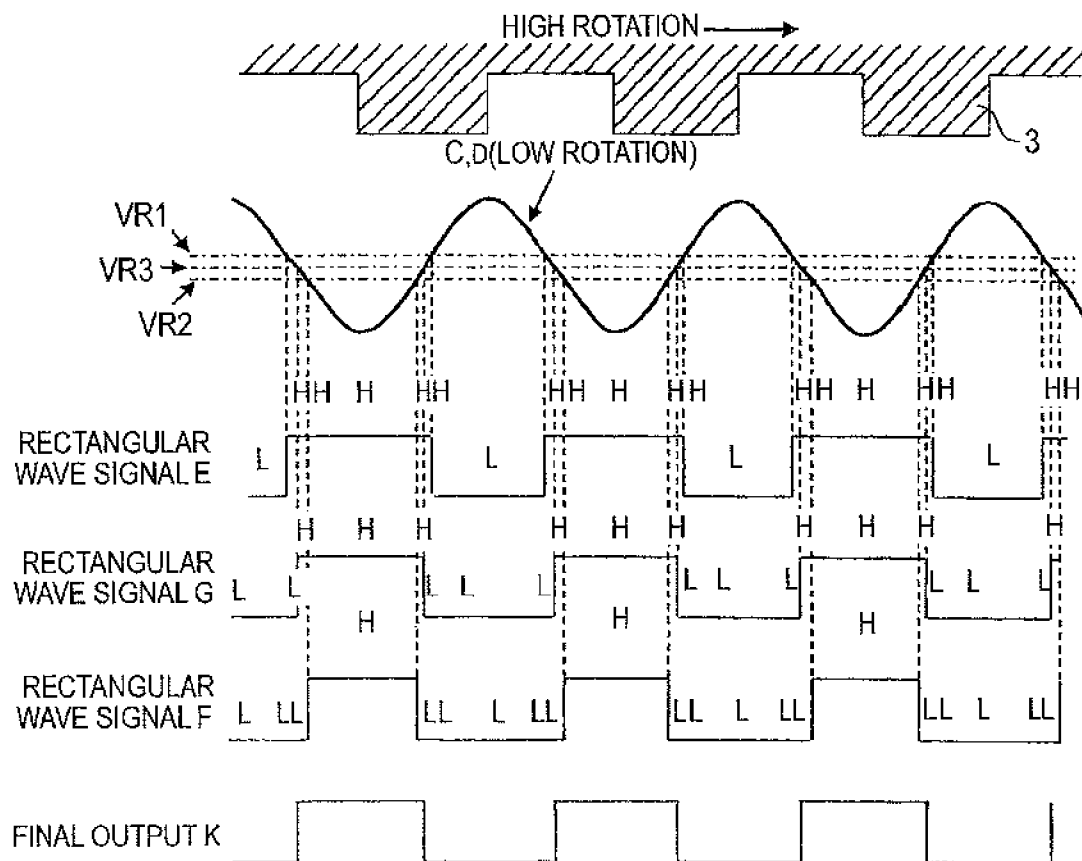 HIGH ROTATION
3
C,D(LOW ROTATION)
VR1
VR3
VR2
HH H HH HH H HH HH H HH HH
RECTANGULAR
WAVE SIGNAL E
L L L L
H H H H H H H H H H
RECTANGULAR
WAVE SIGNAL G
L L L L L L L L L L L
H H H
RECTANGULAR
WAVE SIGNAL F
L LL LL L LL LL L LL LL L LL
FINAL OUTPUT K